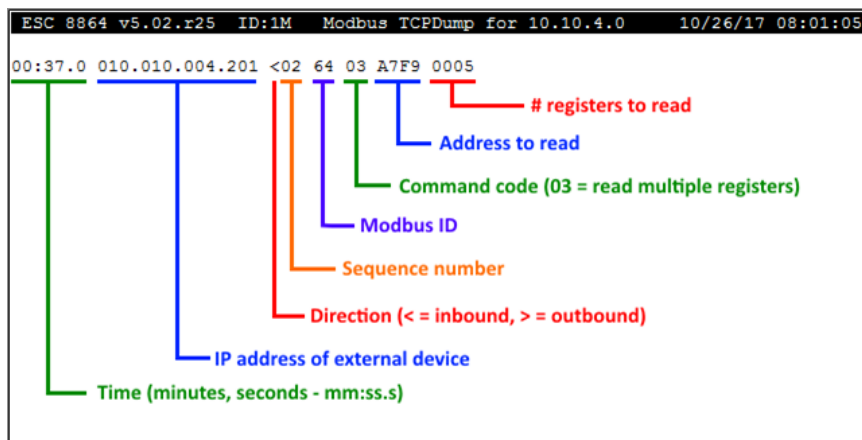 ESC 8864 v5.02.r25 ID:1M Modbus TCPDump for 10.10.4.0 10/26/17 08:01:05
00:37.0 010.010.004.201 <02 64 03 A7F9 0005
# registers to read
Address to read
Command code (03 = read multiple registers)
Modbus ID
Sequence number
Direction (< = inbound, > = outbound)
IP address of external device
Time (minutes, seconds - mm:ss.s)